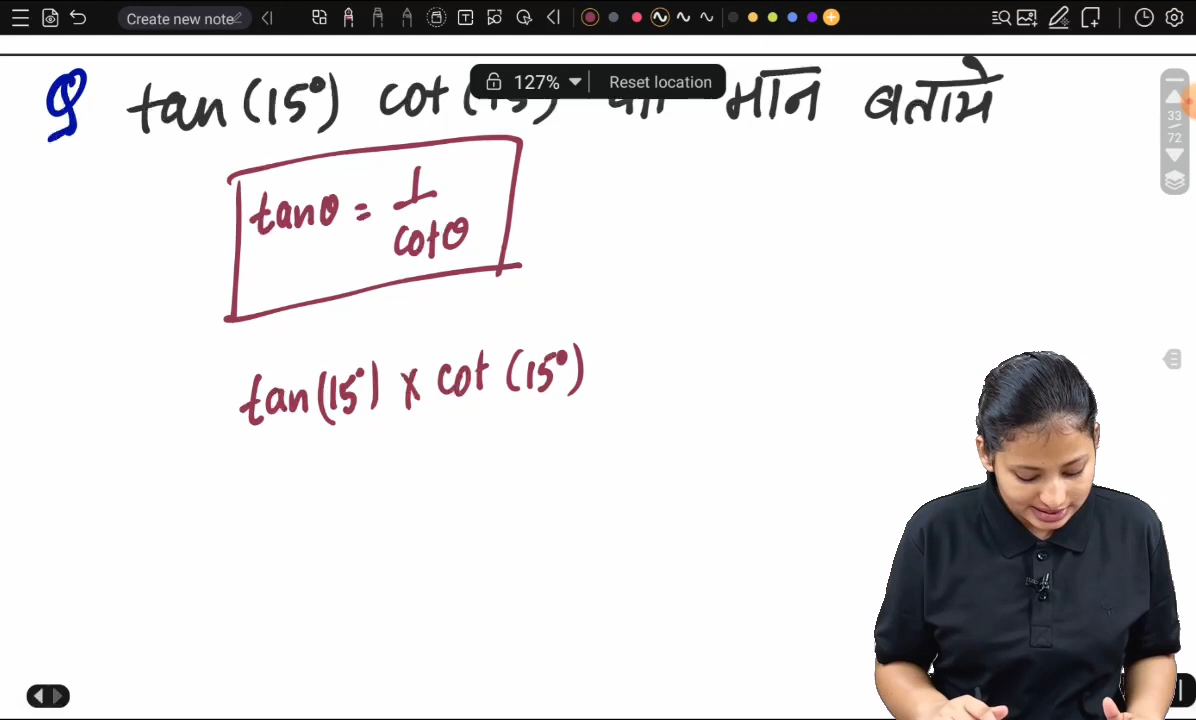 Create new note
127% Reset location
Q tan (15°) cot मान बताये
33
72
tanθ = 1
cotθ
tan (15°) x cot (15°)